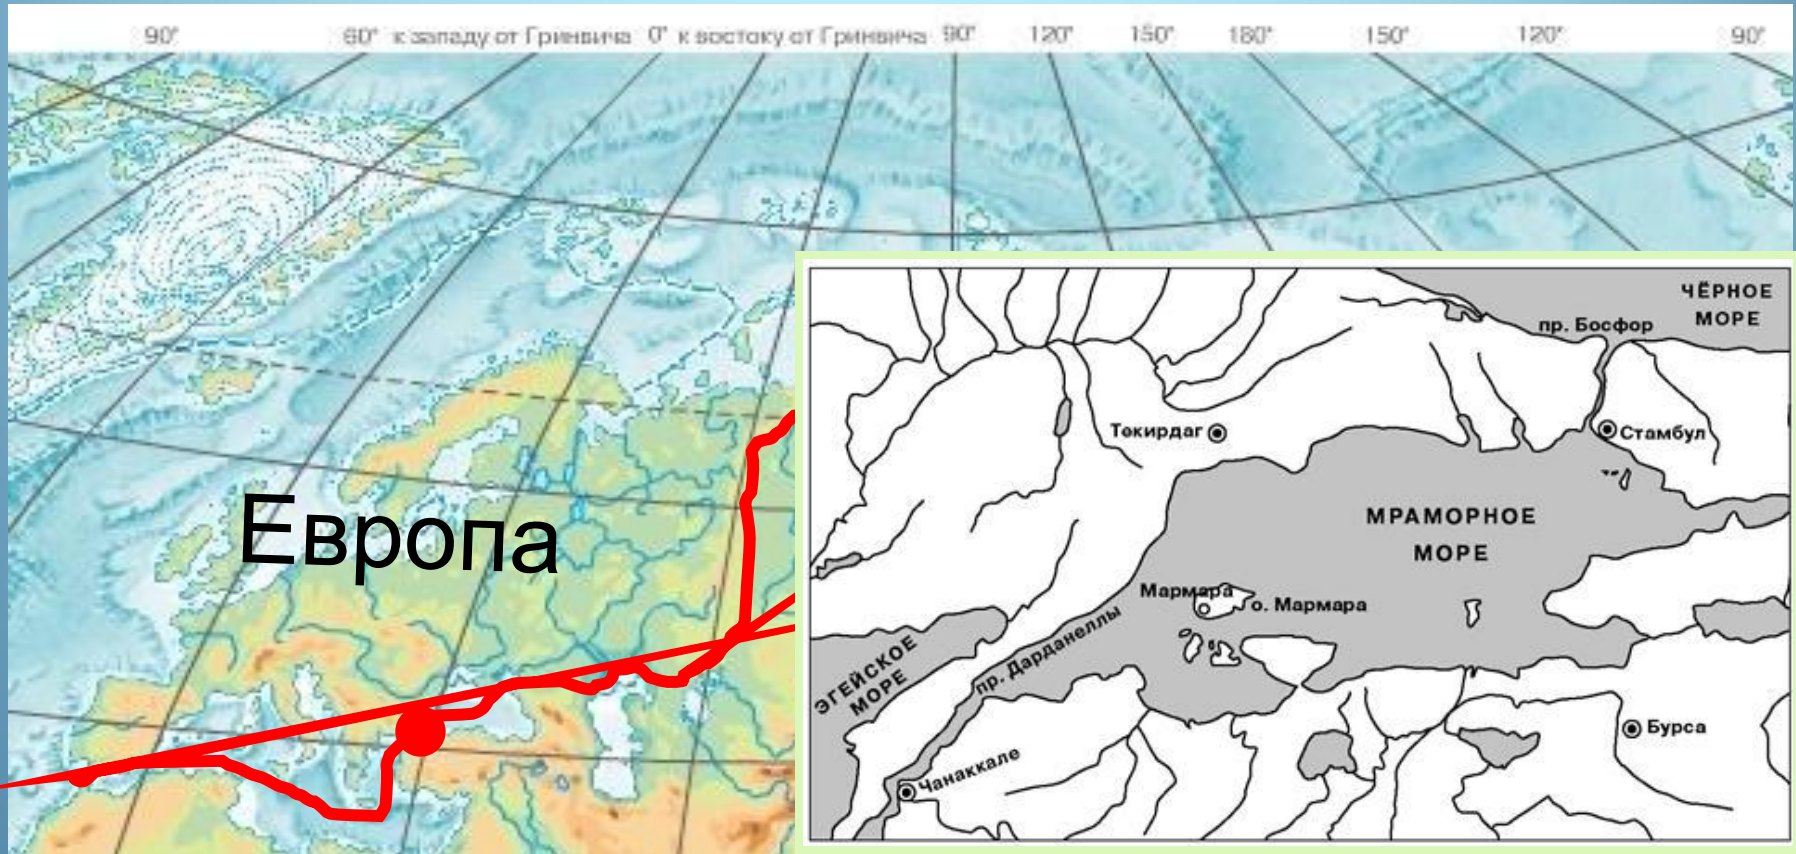 90° 60° к западу от Гринвича 0° к востоку от Гринвича 90° 120° 150° 180° 150° 120° 90°
Европа
ЧЁРНОЕ
МОРЕ
пр. Босфор
Текирдаг
Стамбул
МРАМОРНОЕ
МОРЕ
Мармара
о. Мармара
пр. Дарданеллы
ЭГЕЙСКОЕ
МОРЕ
Бурса
Чанаккале